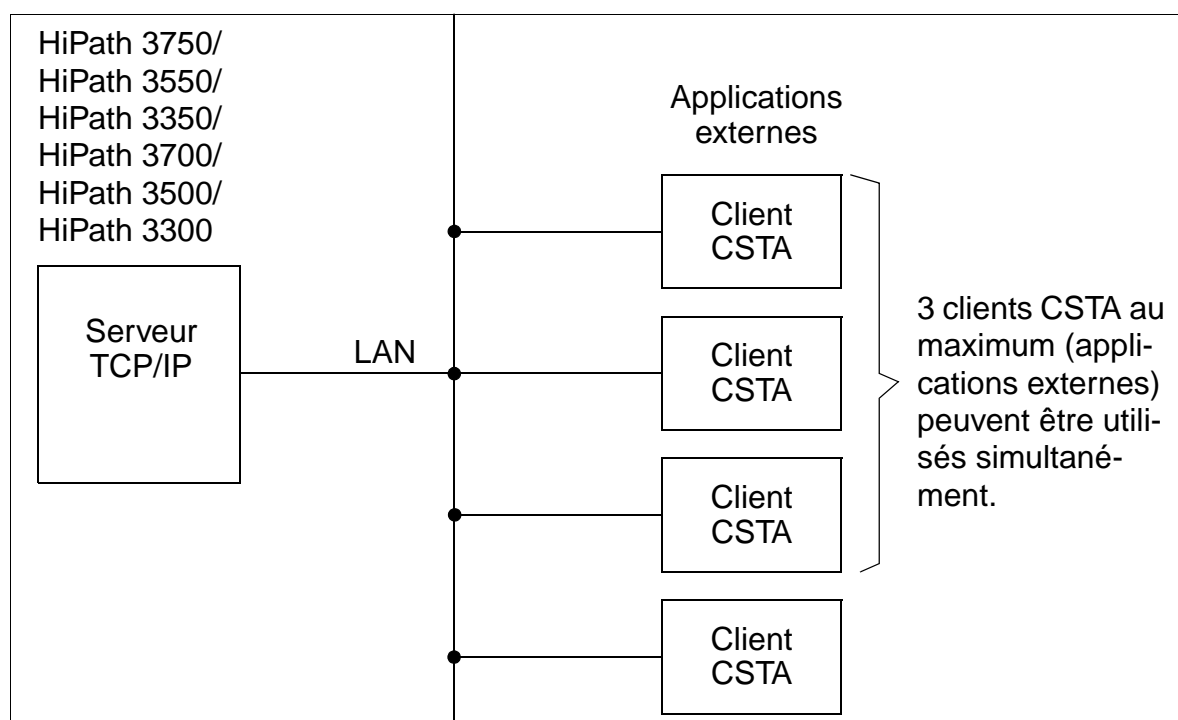 HiPath 3750/
HiPath 3550/
HiPath 3350/
HiPath 3700/
HiPath 3500/
HiPath 3300
Serveur
TCP/IP
LAN
Applications
externes
Client
CSTA
Client
CSTA
Client
CSTA
Client
CSTA
3 clients CSTA au
maximum (appli-
cations externes)
peuvent être utili-
sés simultané-
ment.